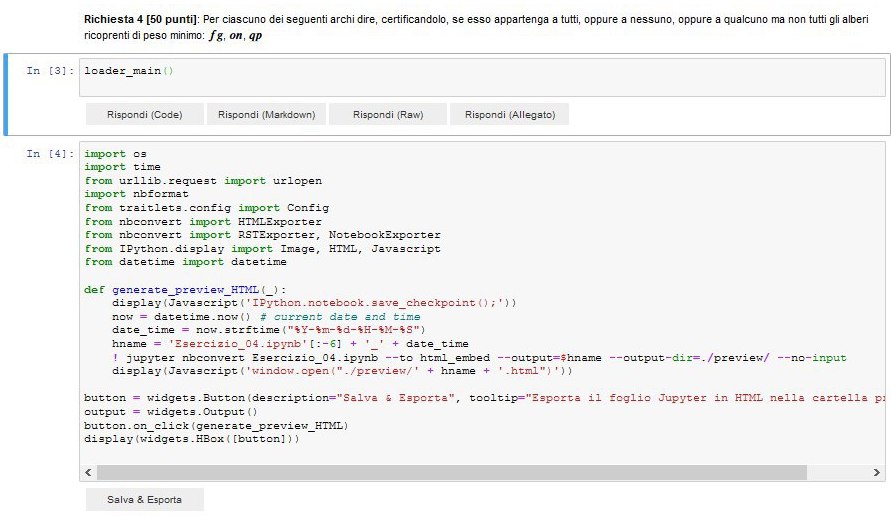 Richiesta 4 [50 punti]: Per ciascuno dei seguenti archi dire, certificandolo, se esso appartenga a tutti, oppure a nessuno, oppure a qualcuno ma non tutti gli alberi
ricoprenti di peso minimo: fg, on, qp
In [3]: loader_main()
Rispondi (Code) Rispondi (Markdown) Rispondi (Raw) Rispondi (Allegato)
In [4]: import os
import time
from urllib.request import urlopen
import nbformat
from traitlets.config import Config
from nbconvert import HTMLExporter
from nbconvert import RSTExporter, NotebookExporter
from IPython.display import Image, HTML, Javascript
from datetime import datetime
def generate_preview_HTML(_):
display(Javascript('IPython.notebook.save_checkpoint();'))
now = datetime.now() # current date and time
date_time = now.strftime("%Y-%m-%d-%H-%M-%S")
hname = 'Esercizio_04.ipynb'[:-6] + '_' + date_time
! jupyter nbconvert Esercizio_04.ipynb --to html_embed --output=$hname --output-dir=./preview/ --no-input
display(Javascript('window.open("./preview/' + hname + '.html")'))
button = widgets.Button(description="Salva & Esporta", tooltip="Esporta il foglio Jupyter in HTML nella cartella
output = widgets.Output()
button.on_click(generate_preview_HTML)
display(widgets.HBox([button]))
Salva & Esporta